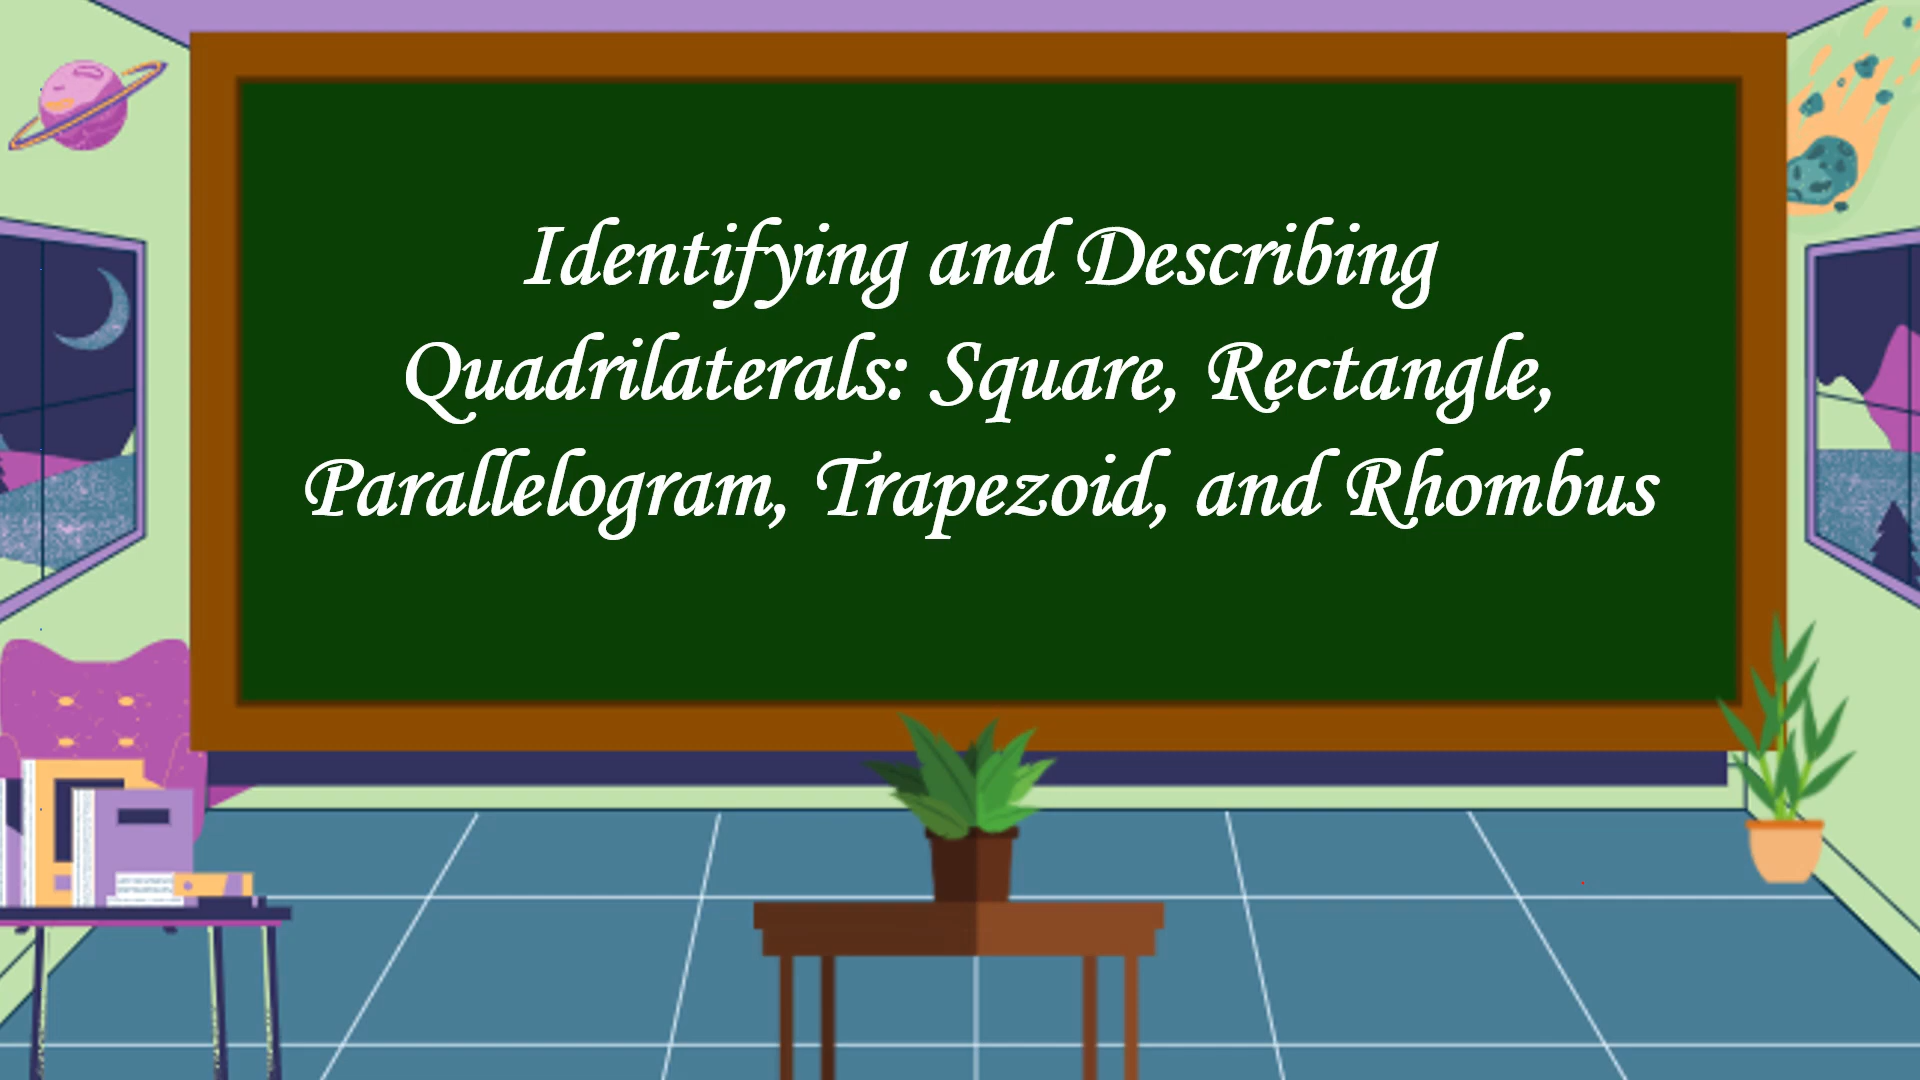 Identifying and Describing
Quadrilaterals: Square, Rectangle,
Parallelogram, Trapezoid, and Rhombus